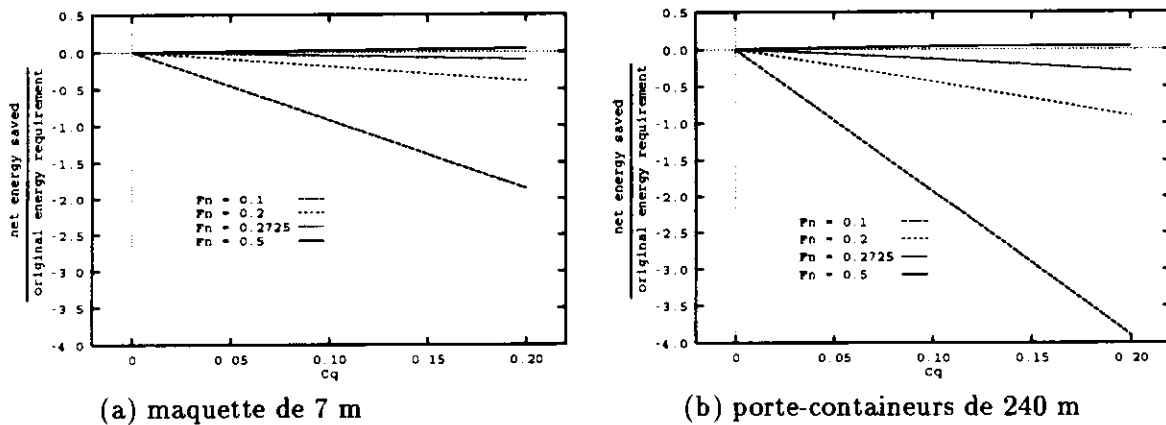 0.5
0.0
-0.5
-1.0
-1.5
-2.0
-2.5
-3.0
-3.5
-4.0
net energy saved
original energy requirement
Fn = 0.1
Fn = 0.2
Fn = 0.2725
Fn = 0.5
0 0.05 0.10 0.15 0.20
Cq
(a) maquette de 7 m
0.5
0.0
-0.5
-1.0
-1.5
-2.0
-2.5
-3.0
-3.5
-4.0
net energy saved
original energy requirement
Fn = 0.1
Fn = 0.2
Fn = 0.2725
Fn = 0.5
0 0.05 0.10 0.15 0.20
Cq
(b) porte-containeurs de 240 m